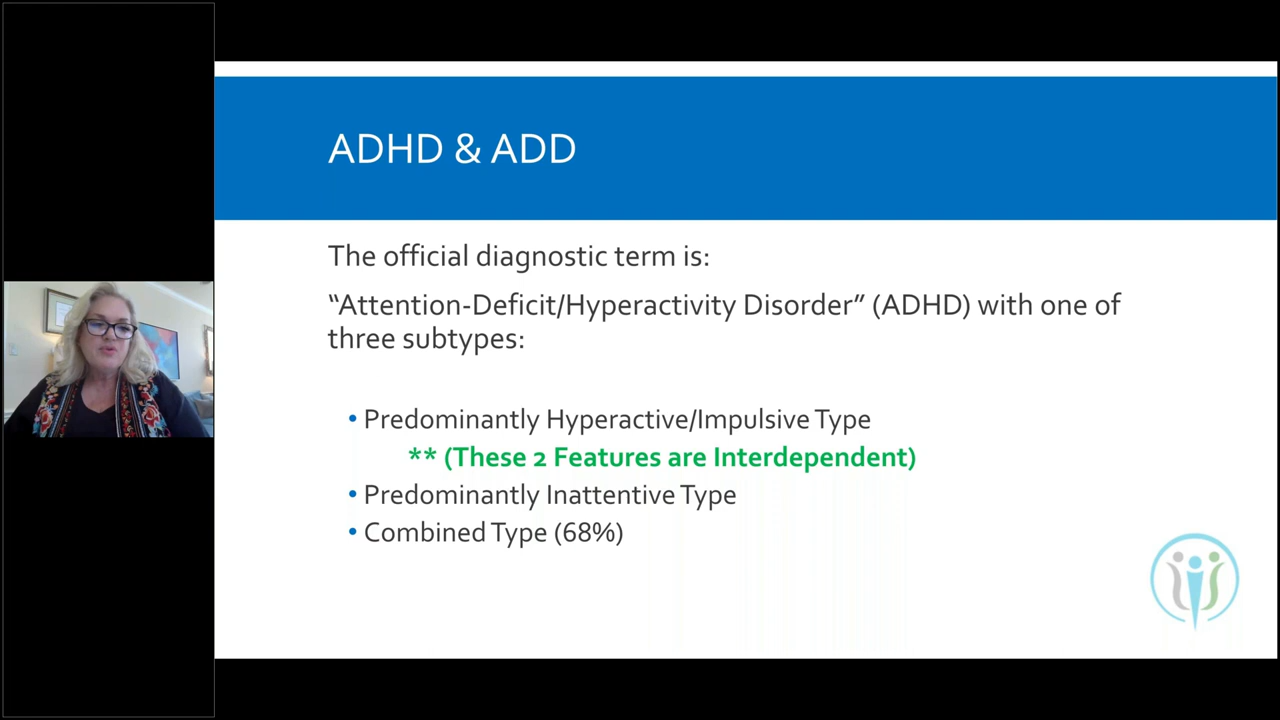 ADHD & ADD
The official diagnostic term is:
“Attention-Deficit/Hyperactivity Disorder” (ADHD) with one of
three subtypes:
• Predominantly Hyperactive/Impulsive Type
** (These 2 Features are Interdependent)
• Predominantly Inattentive Type
• Combined Type (68%)